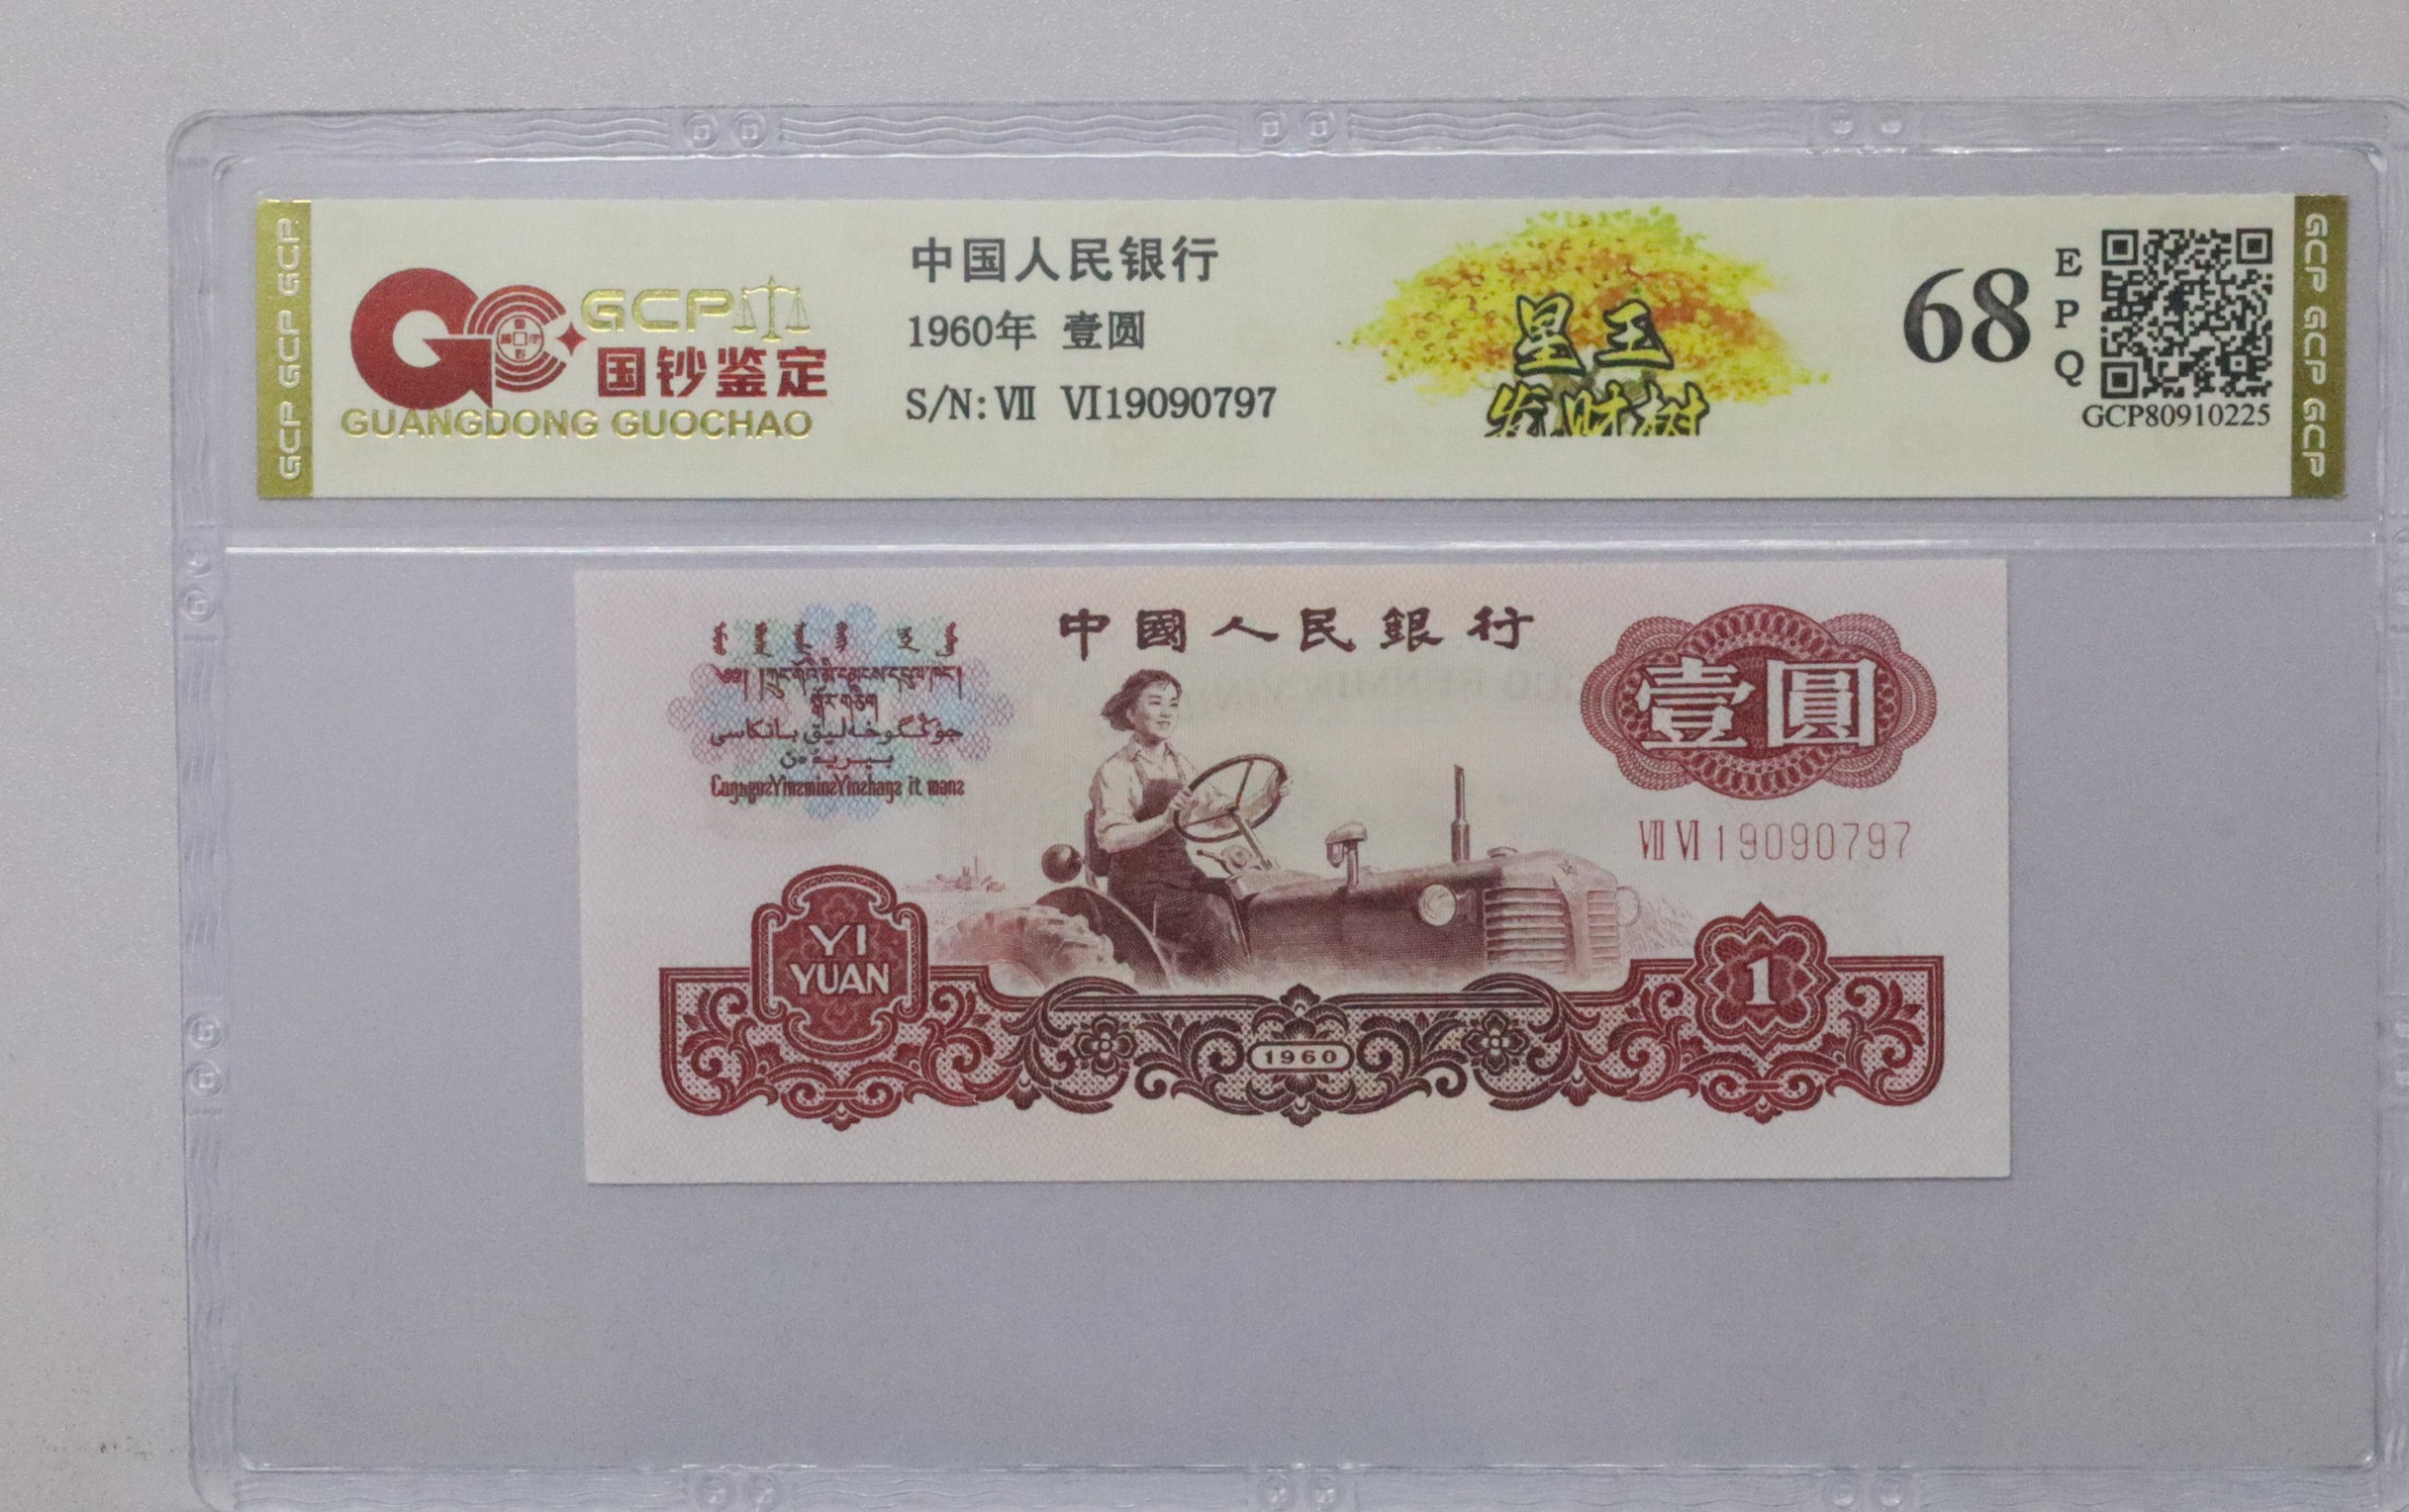 GCP GCP GCP
GCP
国钞鉴定
GUANGDONG GUOCHAO
中国人民银行
1960年 壹圆
S/N: Ⅶ Ⅵ19090797
星王
发财树
68
EPQ
GCP80910225
GCP GCP GCP
中國人民銀行
壹圓
ⅦⅥ19090797
YI
YUAN
1960
1